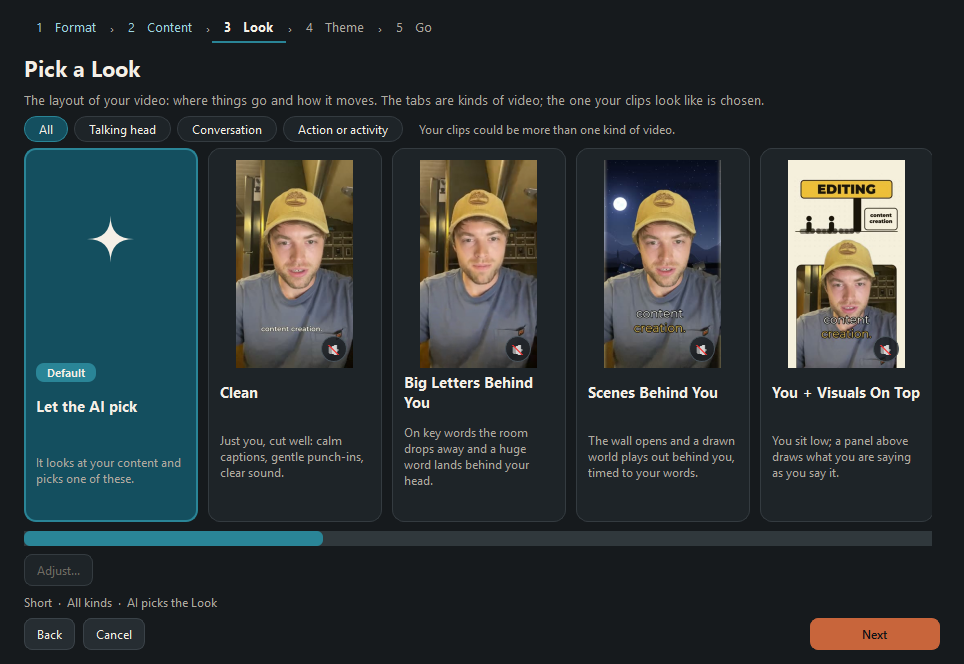 1 Format › 2 Content › 3 Look › 4 Theme › 5 Go
Pick a Look
The layout of your video: where things go and how it moves. The tabs are kinds of video; the one your clips look like is chosen.
All
Talking head
Conversation
Action or activity
Your clips could be more than one kind of video.
Default
Let the AI pick
It looks at your content and
picks one of these.
content creation
Clean
Just you, cut well: calm
captions, gentle punch-ins,
clear sound.
Big Letters Behind
You
On key words the room
drops away and a huge
word lands behind your
head.
content
creation.
Scenes Behind You
The wall opens and a drawn
world plays out behind you,
timed to your words.
EDITING
content
creation
content
creation.
You + Visuals On Top
You sit low; a panel above
draws what you are saying
as you say it.
Adjust...
Short · All kinds · AI picks the Look
Back
Cancel
Next